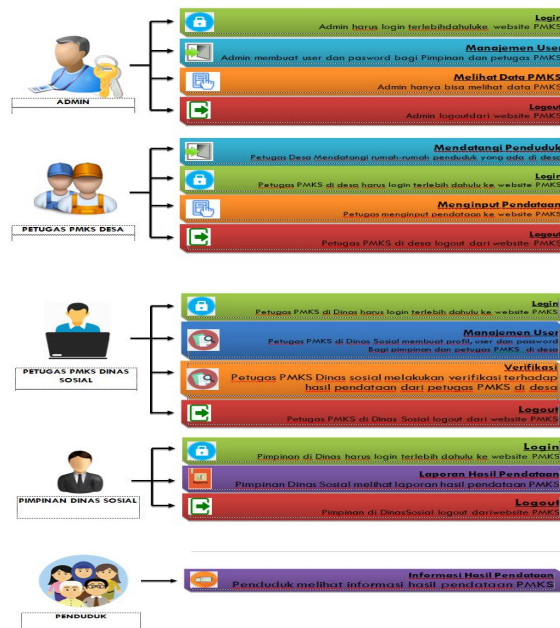 Login
Admin harus login terlebihdahuluke website PMKS
Manajemen User
Admin membuat user dan pasword bagi Pimpinan dan petugas PMKS
Melihat Data PMKS
Admin hanya bisa melihat data PMKS
Logout
Admin logoutdari website PMKS
ADMIN
Mendatangi Penduduk
Petugas Desa Mendatangi rumah-rumah penduduk yang ada di desa
Login
Petugas PMKS di desa harus login terlebih dahulu ke website PMKS
Menginput Pendataan
Petugas menginput pendataan ke website PMKS
Logout
Petugas PMKS di desa logout dari website PMKS
PETUGAS PMKS DESA
Login
Petugas PMKS di Dinas harus login terlebih dahulu ke website PMKS
Manajemen User
Petugas PMKS di Dinas Sosial membuat profil, user dan password
Bagi pimpinan dan petugas PMKS di desa
Verifikasi
Petugas PMKS Dinas sosial melakukan verifikasi terhadap
hasil pendataan dari petugas PMKS di desa
Logout
Petugas PMKS di Dinas Sosial logout dari website PMKS
PETUGAS PMKS DINAS
SOSIAL
Login
Pimpinan di Dinas harus login terlebih dahulu ke website PMKS
Laporan Hasil Pendataan
Pimpinan Dinas Sosial melihat laporan hasil pendataan PMKS
Logout
Pimpinan di DinasSosial logout dariwebsite PMKS
PIMPINAN DINAS SOSIAL
Informasi Hasil Pendataan
Penduduk melihat informasi hasil pendataan PMKS
PENDUDUK